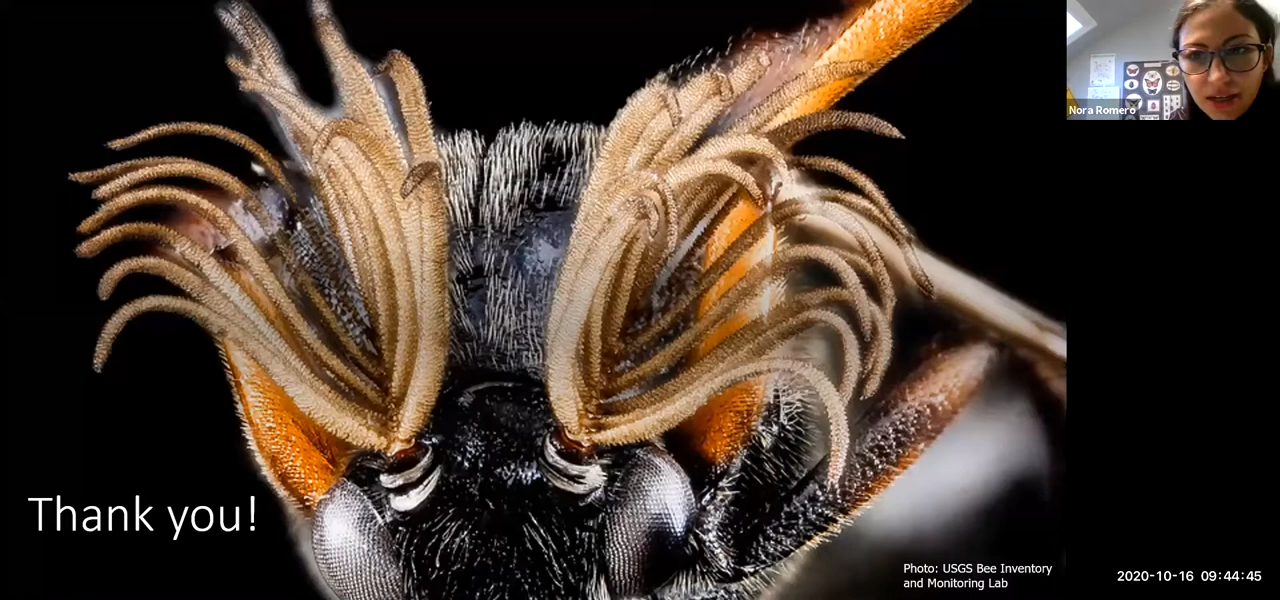 Nora Romero
Thank you!
Photo: USGS Bee Inventory
and Monitoring Lab
2020-10-16 09:44:45